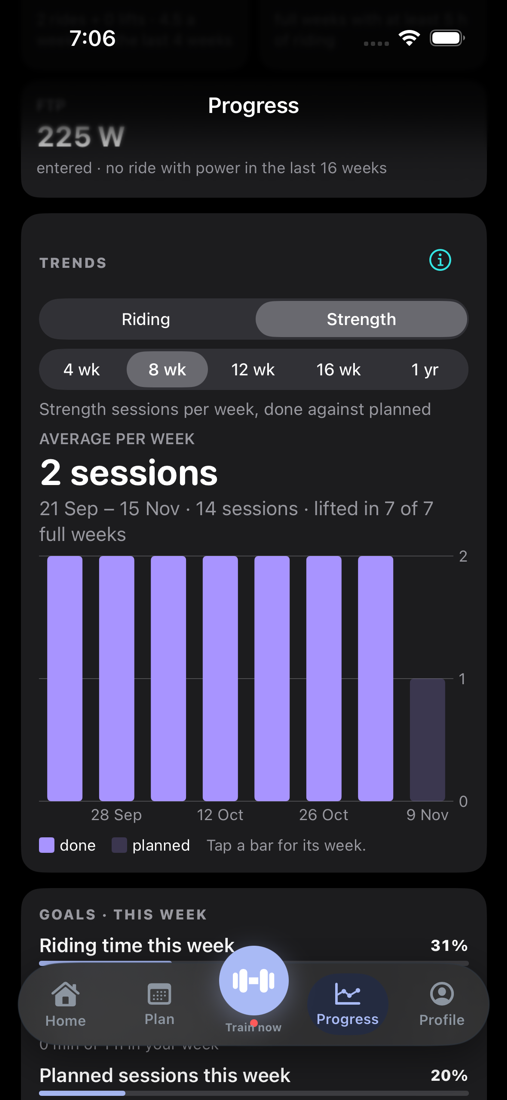 7:06
Progress
FTP
225 W
entered · no ride with power in the last 16 weeks
TRENDS
Riding
Strength
4 wk
8 wk
12 wk
16 wk
1 yr
Strength sessions per week, done against planned
AVERAGE PER WEEK
2 sessions
21 Sep – 15 Nov · 14 sessions · lifted in 7 of 7
full weeks
2
1
0
28 Sep
12 Oct
26 Oct
9 Nov
done
planned
Tap a bar for its week.
GOALS · THIS WEEK
Riding time this week
31%
Home
Plan
Train now
Progress
Profile
Planned sessions this week
20%